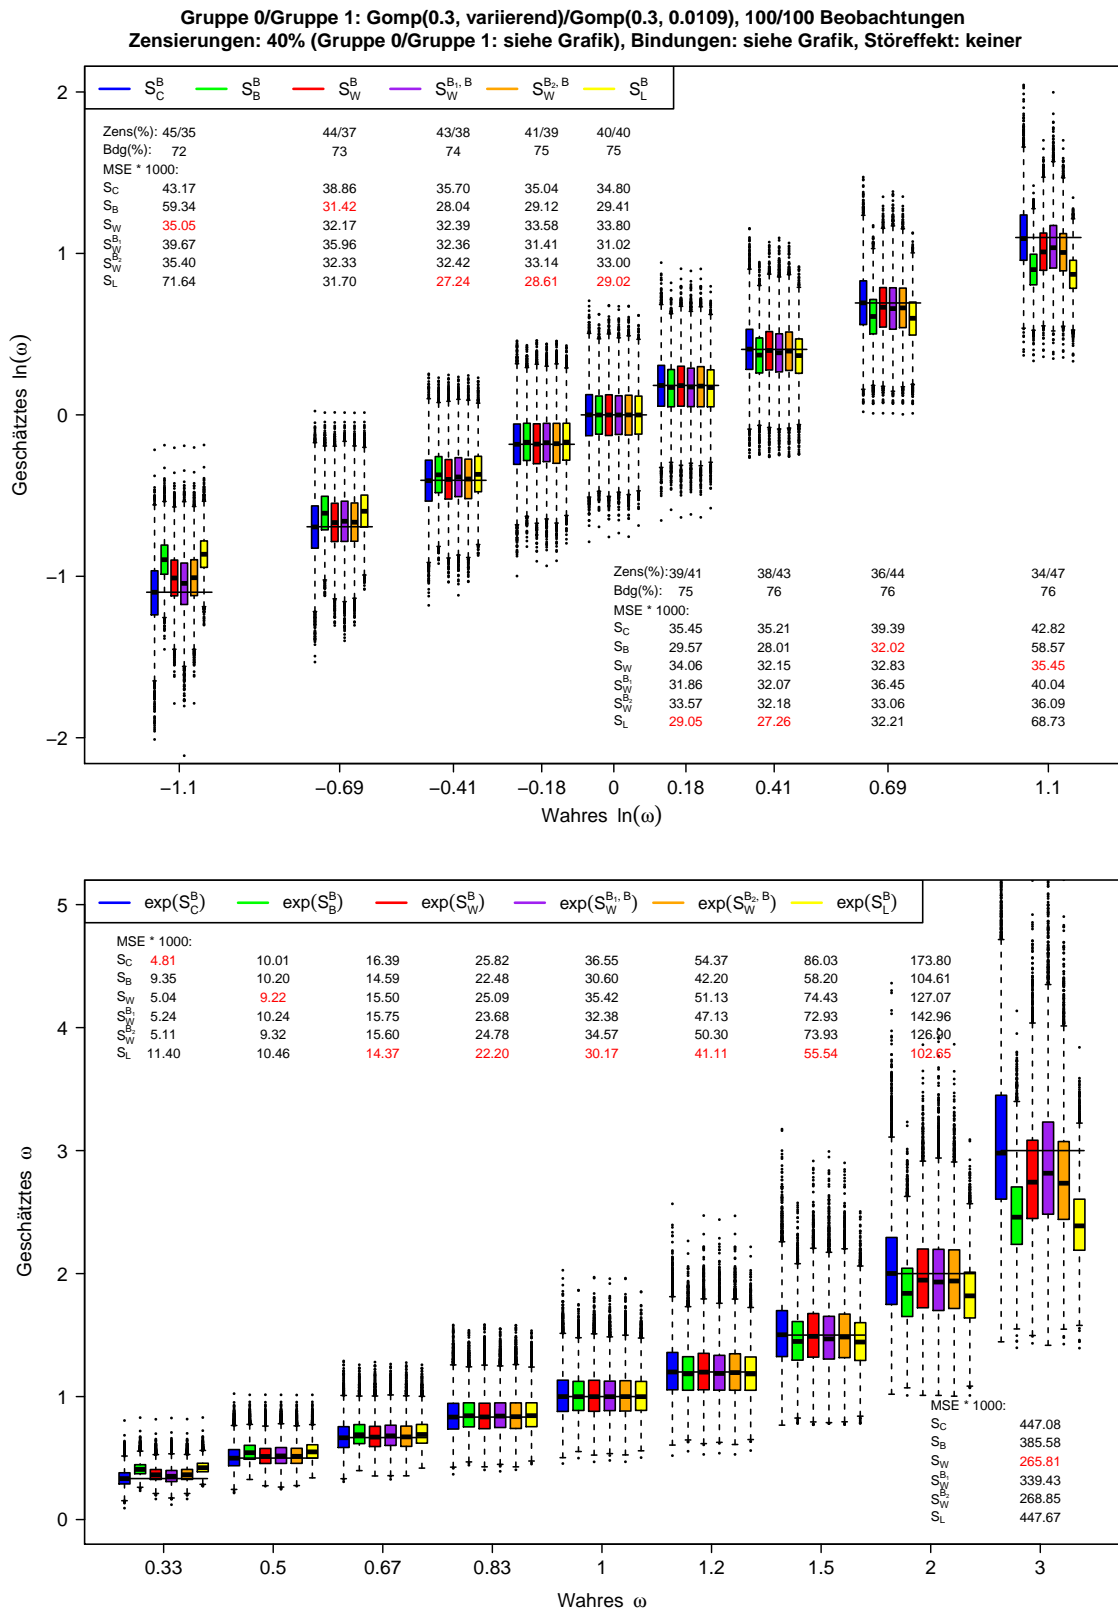 Gruppe 0/Gruppe 1: Gomp(0.3, variierend)/Gomp(0.3, 0.0109), 100/100 Beobachtungen
Zensierungen: 40% (Gruppe 0/Gruppe 1: siehe Grafik), Bindungen: siehe Grafik, Störeffekt: keiner
S_C^B S_B^B S_W^B S_W^{B₁, B} S_W^{B₂, B} S_L^B
Zens(%): 45/35 44/37 43/38 41/39 40/40
Bdg(%): 72 73 74 75 75
MSE * 1000:
S_C 43.17 38.86 35.70 35.04 34.80
S_B 59.34 31.42 28.04 29.12 29.41
S_W 35.05 32.17 32.39 33.58 33.80
S_W^{B₁} 39.67 35.96 32.36 31.41 31.02
S_W^{B₂} 35.40 32.33 32.42 33.14 33.00
S_L 71.64 31.70 27.24 28.61 29.02
Zens(%): 39/41 38/43 36/44 34/47
Bdg(%): 75 76 76 76
MSE * 1000:
S_C 35.45 35.21 39.39 42.82
S_B 29.57 28.01 32.02 58.57
S_W 34.06 32.15 32.83 35.45
S_W^{B₁} 31.86 32.07 36.45 40.04
S_W^{B₂} 33.57 32.18 33.06 36.09
S_L 29.05 27.26 32.21 68.73
2
1
0
−1
−2
Geschätztes ln(ω)
−1.1 −0.69 −0.41 −0.18 0 0.18 0.41 0.69 1.1
Wahres ln(ω)
exp(S_C^B) exp(S_B^B) exp(S_W^B) exp(S_W^{B₁, B}) exp(S_W^{B₂, B}) exp(S_L^B)
MSE * 1000:
S_C 4.81 10.01 16.39 25.82 36.55 54.37 86.03 173.80
S_B 9.35 10.20 14.59 22.48 30.60 42.20 58.20 104.61
S_W 5.04 9.22 15.50 25.09 35.42 51.13 74.43 127.07
S_W^{B₁} 5.24 10.24 15.75 23.68 32.38 47.13 72.93 142.96
S_W^{B₂} 5.11 9.32 15.60 24.78 34.57 50.30 73.93 126.90
S_L 11.40 10.46 14.37 22.20 30.17 41.11 55.54 102.65
MSE * 1000:
S_C 447.08
S_B 385.58
S_W 265.81
S_W^{B₁} 339.43
S_W^{B₂} 268.85
S_L 447.67
5
4
3
2
1
0
Geschätztes ω
0.33 0.5 0.67 0.83 1 1.2 1.5 2 3
Wahres ω